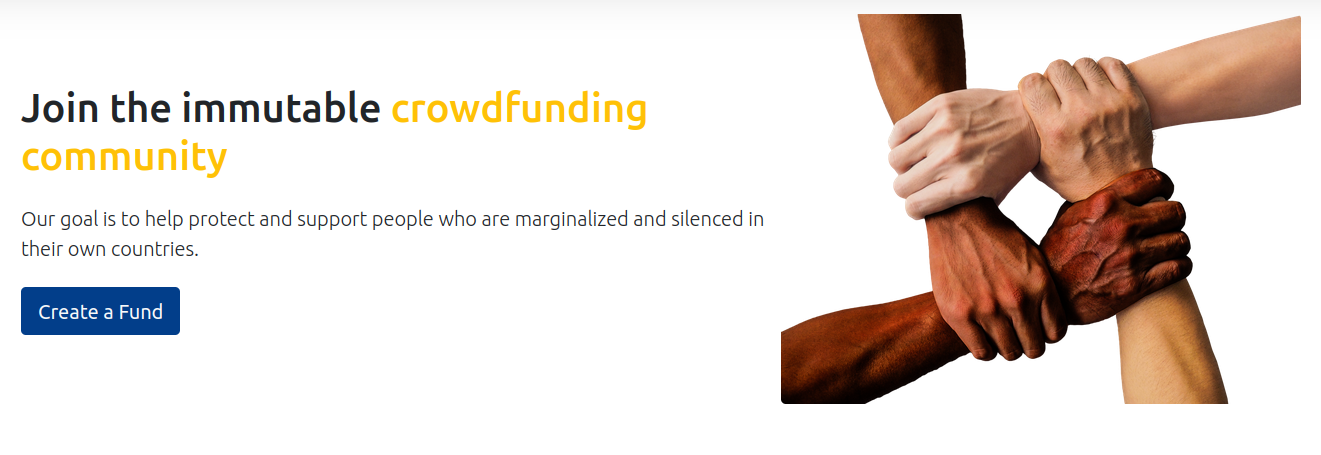 Join the immutable crowdfunding
community
Our goal is to help protect and support people who are marginalized and silenced in
their own countries.
Create a Fund